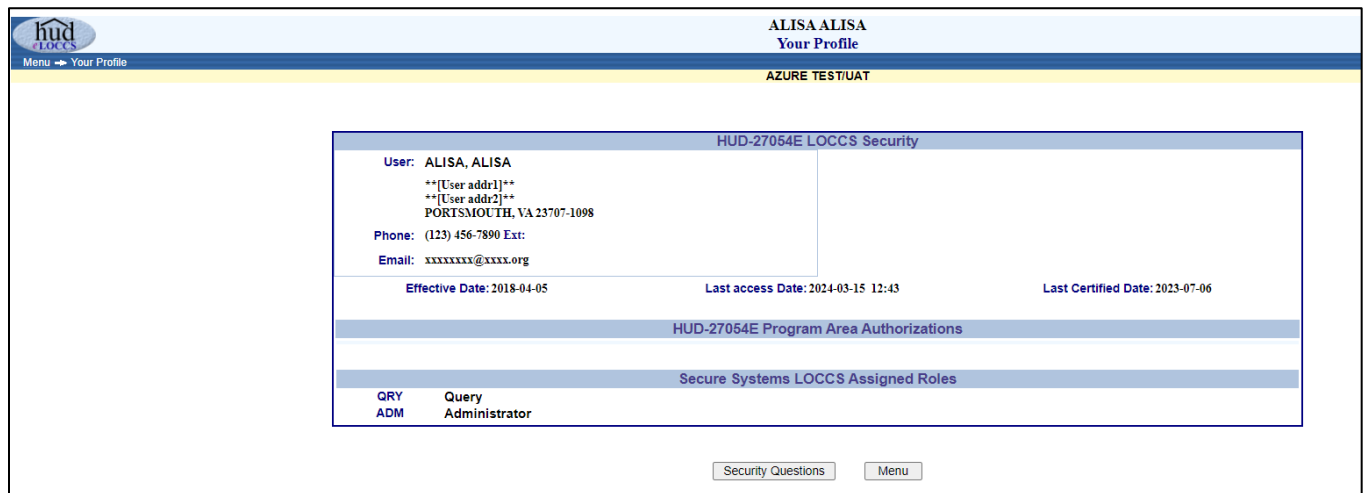 hud
eLOCCS
ALISA ALISA
Your Profile
Menu ➔ Your Profile
AZURE TEST/UAT
HUD-27054E LOCCS Security
User: ALISA, ALISA
**[User addr1]**
**[User addr2]**
PORTSMOUTH, VA 23707-1098
Phone: (123) 456-7890 Ext:
Email: xxxxxxxx@xxxx.org
Effective Date: 2018-04-05 Last access Date: 2024-03-15 12:43 Last Certified Date: 2023-07-06
HUD-27054E Program Area Authorizations
Secure Systems LOCCS Assigned Roles
QRY Query
ADM Administrator
Security Questions Menu